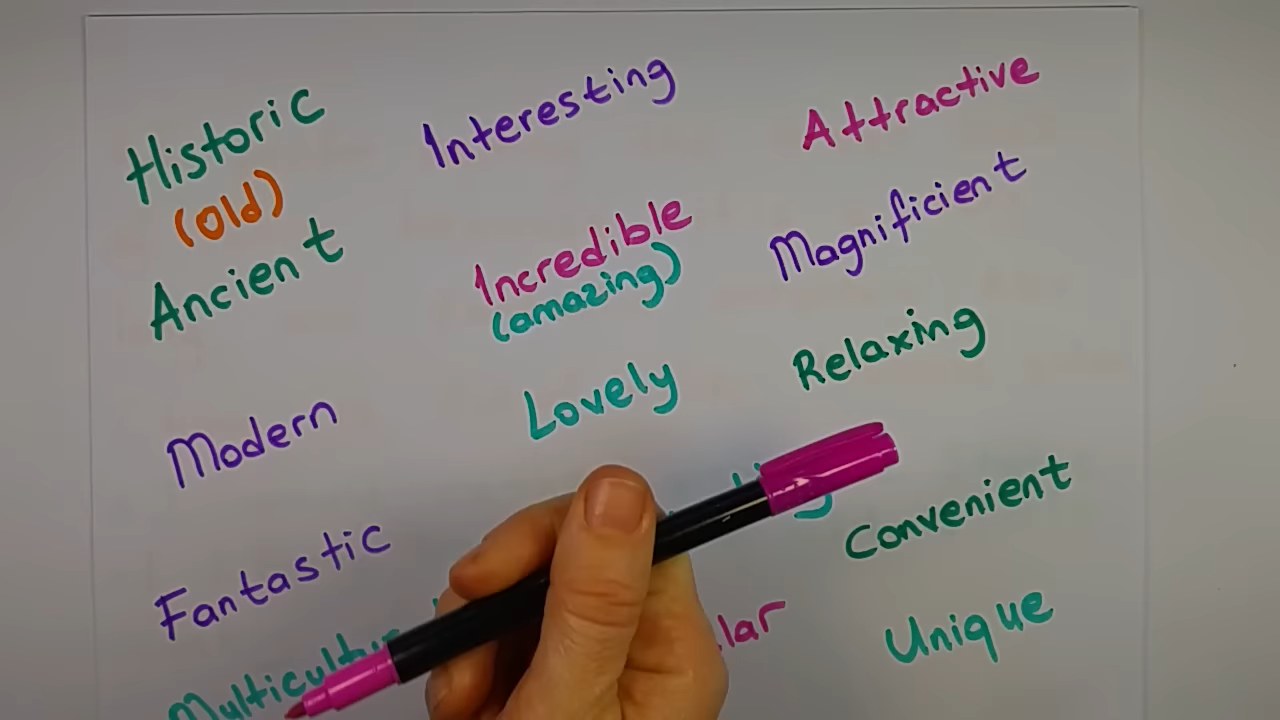 Historic
(old)
Ancient
Modern
Fantastic
Interesting
Incredible
(amazing)
Lovely
Attractive
Magnificient
Relaxing
Convenient
Unique